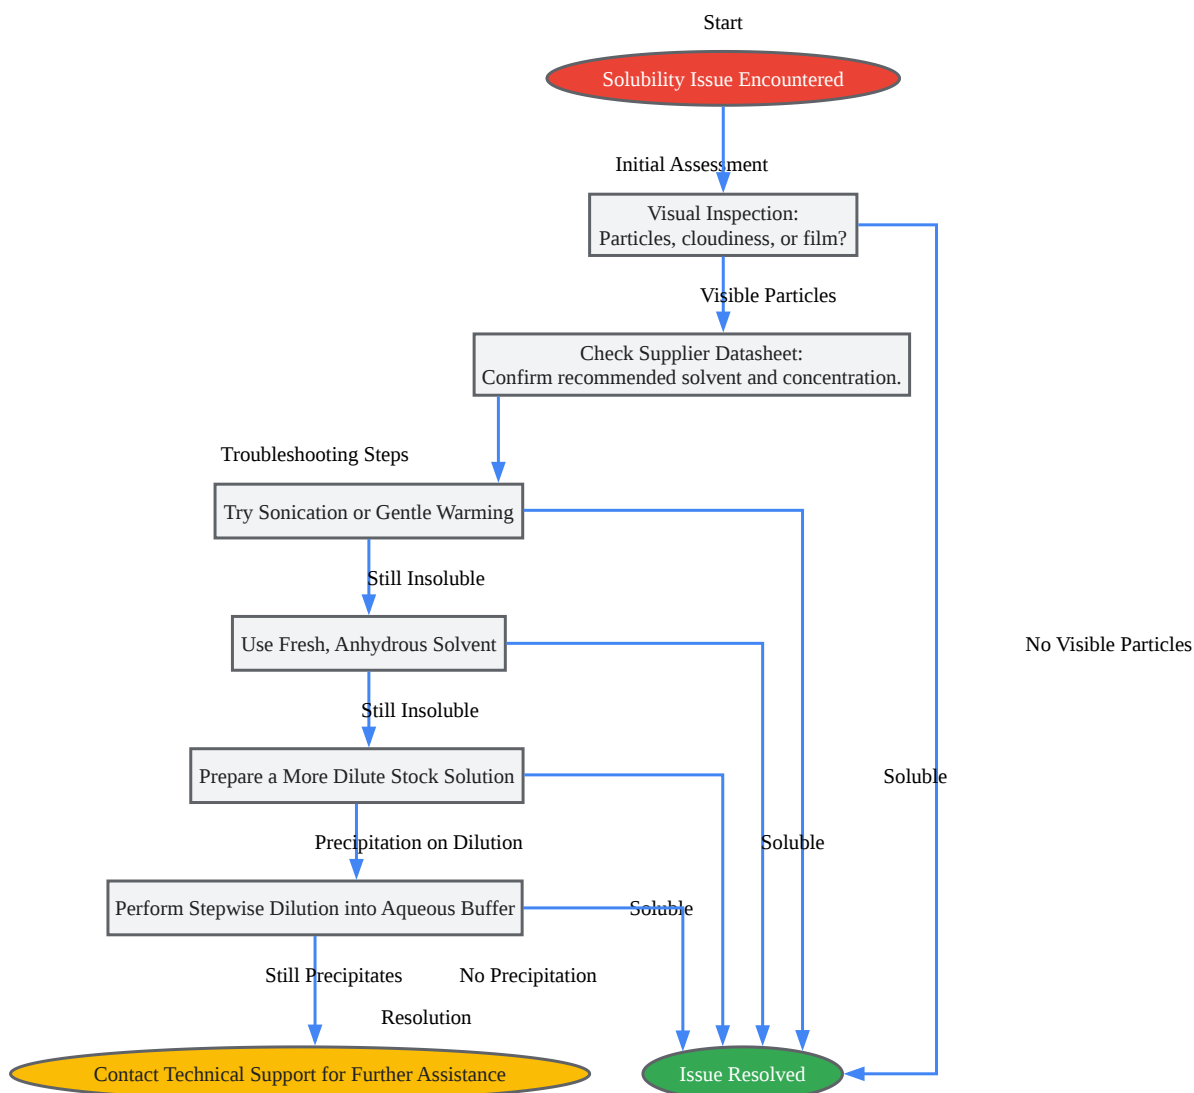 Start
Solubility Issue Encountered
Initial Assessment
Visual Inspection:
Particles, cloudiness, or film?
Visible Particles
Check Supplier Datasheet:
Confirm recommended solvent and concentration.
Troubleshooting Steps
Try Sonication or Gentle Warming
Still Insoluble
Use Fresh, Anhydrous Solvent
No Visible Particles
Still Insoluble
Prepare a More Dilute Stock Solution
Soluble
Precipitation on Dilution
Soluble
Perform Stepwise Dilution into Aqueous Buffer
Soluble
Still Precipitates
No Precipitation
Resolution
Contact Technical Support for Further Assistance
Issue Resolved